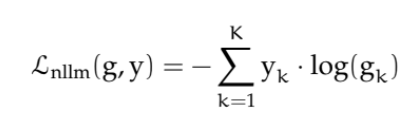 ℒ_nllm(g, y) = − ∑_{k=1}^{K} y_k · log(g_k)